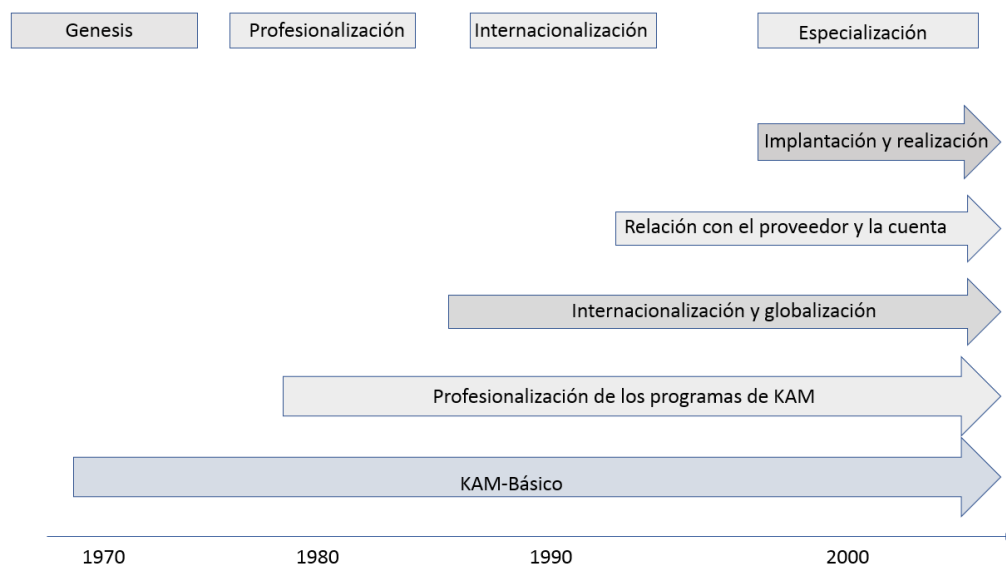 Genesis
Profesionalización
Internacionalización
Especialización
Implantación y realización
Relación con el proveedor y la cuenta
Internacionalización y globalización
Profesionalización de los programas de KAM
KAM-Básico
1970
1980
1990
2000